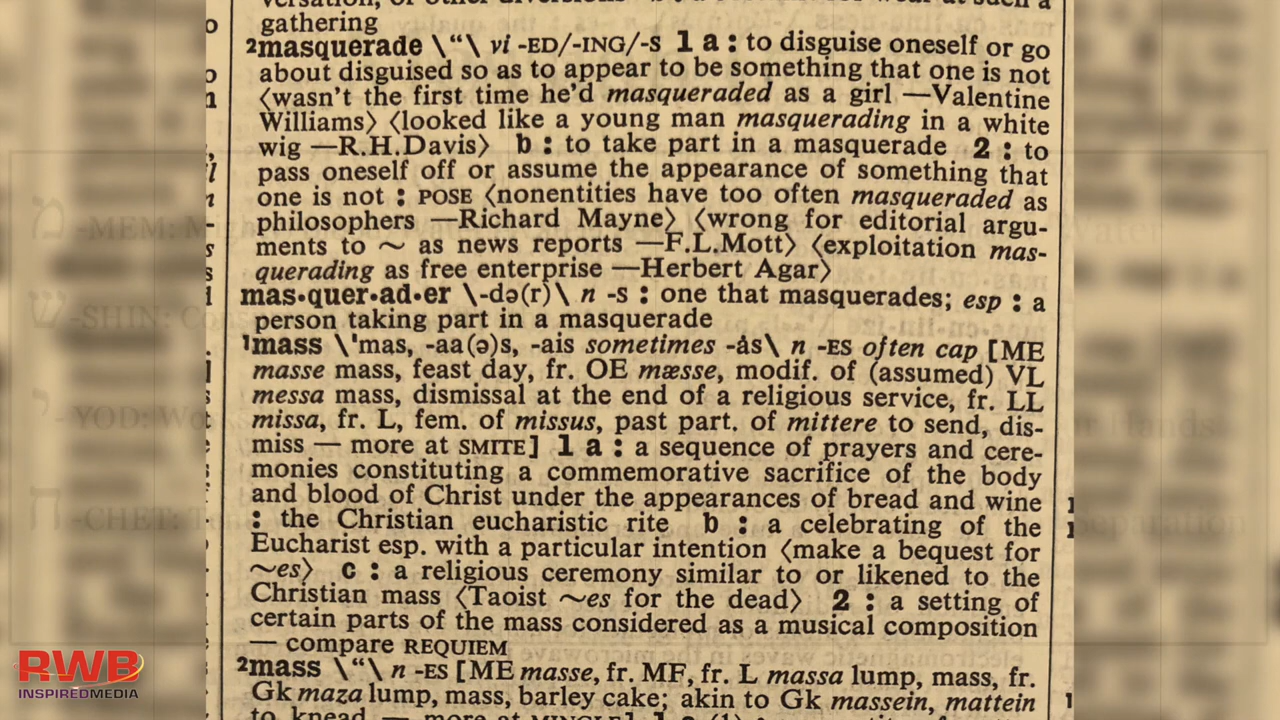 versation, or other diversions
gathering
²masquerade \“\ vi -ED/-ING/-S 1 a : to disguise oneself or go
about disguised so as to appear to be something that one is not
⟨wasn't the first time he'd masqueraded as a girl —Valentine
Williams⟩ ⟨looked like a young man masquerading in a white
wig —R.H.Davis⟩ b : to take part in a masquerade 2 : to
pass oneself off or assume the appearance of something that
one is not : POSE ⟨nonentities have too often masqueraded as
philosophers —Richard Mayne⟩ ⟨wrong for editorial argu-
ments to ~ as news reports —F.L.Mott⟩ ⟨exploitation mas-
querading as free enterprise —Herbert Agar⟩
mas·quer·ad·er \-də(r)\ n -S : one that masquerades; esp : a
person taking part in a masquerade
¹mass \ˈmas, -aa(ə)s, -ais sometimes -ȧs\ n -ES often cap [ME
masse mass, feast day, fr. OE mæsse, modif. of (assumed) VL
messa mass, dismissal at the end of a religious service, fr. LL
missa, fr. L, fem. of missus, past part. of mittere to send, dis-
miss — more at SMITE] 1 a : a sequence of prayers and cere-
monies constituting a commemorative sacrifice of the body
and blood of Christ under the appearances of bread and wine
: the Christian eucharistic rite b : a celebrating of the
Eucharist esp. with a particular intention ⟨make a bequest for
~es⟩ c : a religious ceremony similar to or likened to the
Christian mass ⟨Taoist ~es for the dead⟩ 2 : a setting of
certain parts of the mass considered as a musical composition
— compare REQUIEM
²mass \“\ n -ES [ME masse, fr. MF, fr. L massa lump, mass, fr.
Gk maza lump, mass, barley cake; akin to Gk massein, mattein
to knead — more at MINGLE] 1 a (1) :
מ -MEM:
ש -SHIN:
י - YOD:
ח -CHET:
Water
Hands
Separation
RWB
INSPIREDMEDIA